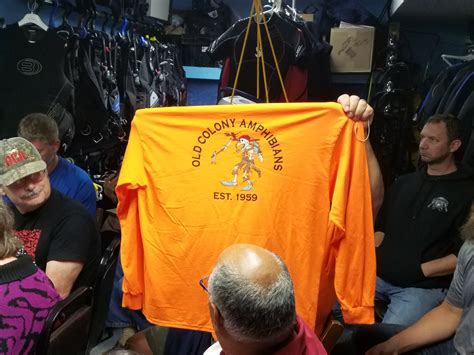 OLD COLONY AMPHIBIANS
EST. 1959